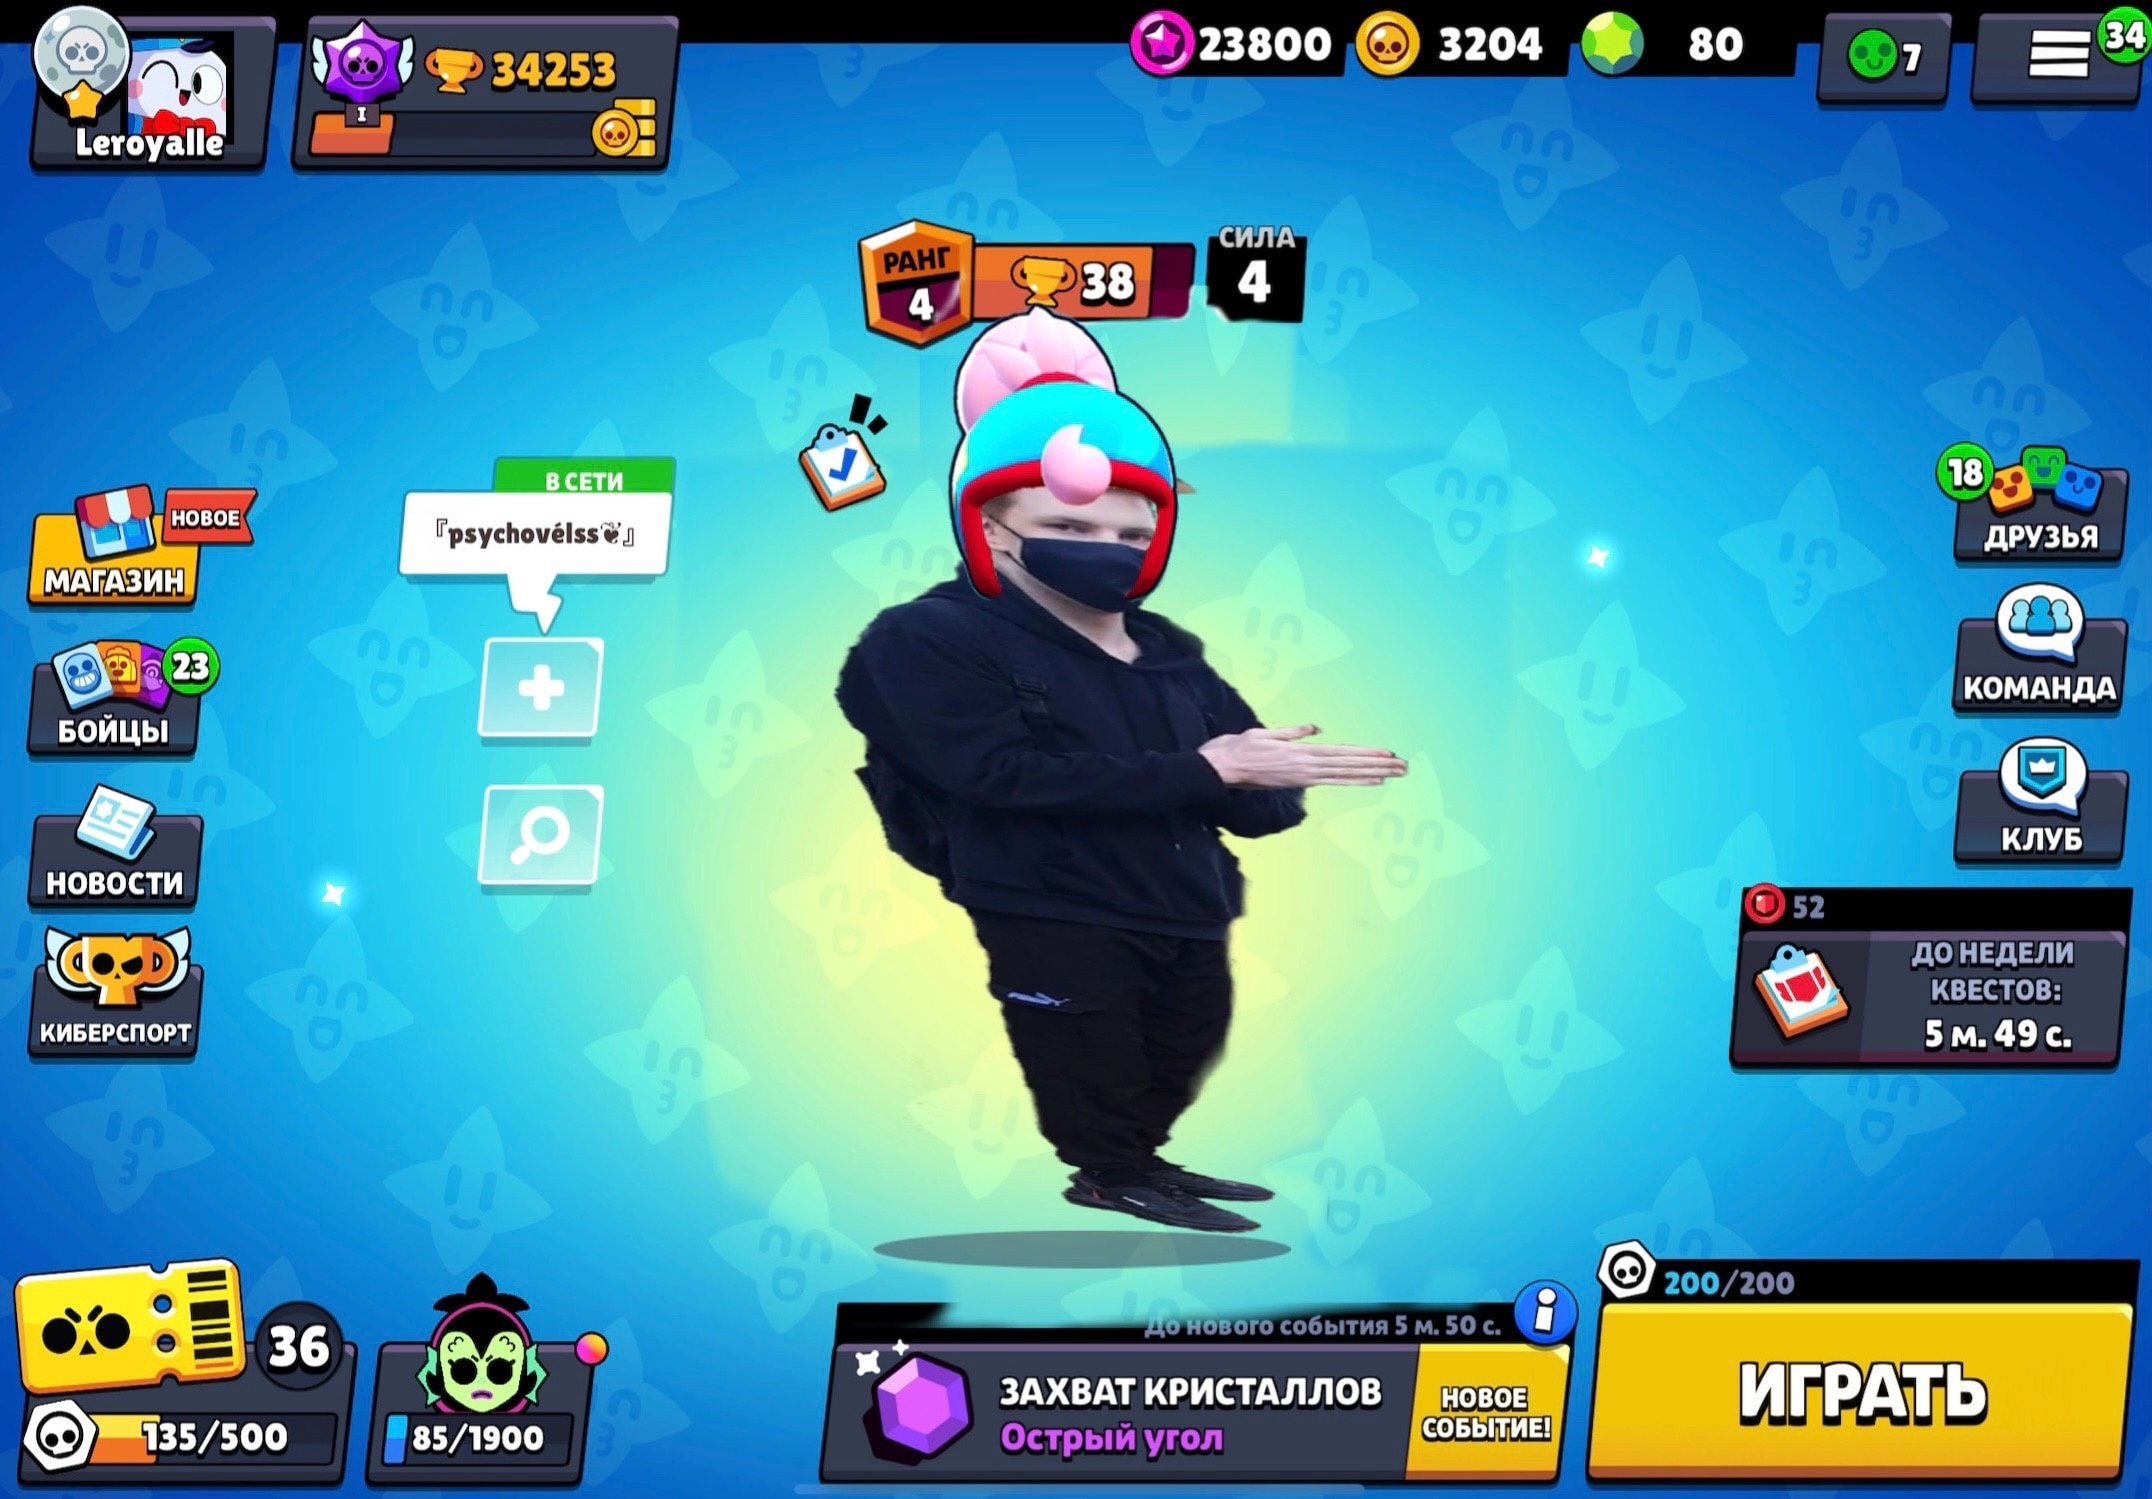 Leroyalle
I
34253
23800
3204
80
7
34
РАНГ
4
38
СИЛА
4
В СЕТИ
『psychovélss❦』
НОВОЕ
МАГАЗИН
23
БОЙЦЫ
НОВОСТИ
КИБЕРСПОРТ
18
ДРУЗЬЯ
КОМАНДА
КЛУБ
52
ДО НЕДЕЛИ
КВЕСТОВ:
5 м. 49 с.
36
135/500
85/1900
До нового события 5 м. 50 с.
ЗАХВАТ КРИСТАЛЛОВ
Острый угол
НОВОЕ
СОБЫТИЕ!
200/200
ИГРАТЬ